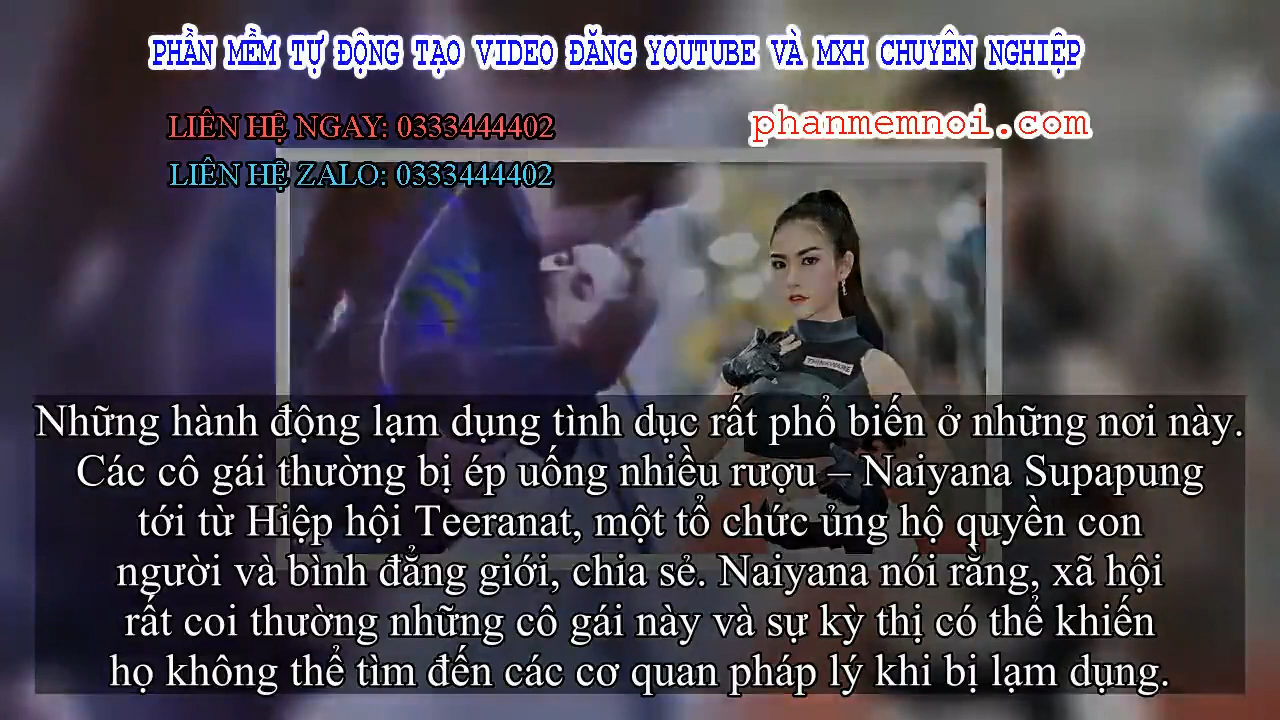 PHẦN MỀM TỰ ĐỘNG TẠO VIDEO ĐĂNG YOUTUBE VÀ MXH CHUYÊN NGHIỆP
LIÊN HỆ NGAY: 0333444402
phanmemnoi.com
LIÊN HỆ ZALO: 0333444402
THINKWARE
Những hành động lạm dụng tình dục rất phổ biến ở những nơi này.
Các cô gái thường bị ép uống nhiều rượu – Naiyana Supapung
tới từ Hiệp hội Teeranat, một tổ chức ủng hộ quyền con
người và bình đẳng giới, chia sẻ. Naiyana nói rằng, xã hội
rất coi thường những cô gái này và sự kỳ thị có thể khiến
họ không thể tìm đến các cơ quan pháp lý khi bị lạm dụng.